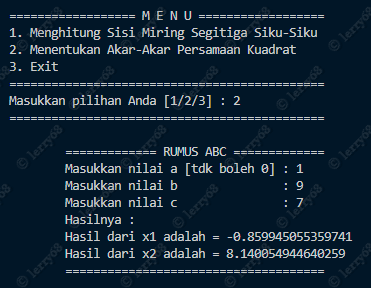 ================== M E N U ==================
1. Menghitung Sisi Miring Segitiga Siku-Siku
2. Menentukan Akar-Akar Persamaan Kuadrat
3. Exit
=============================================
Masukkan pilihan Anda [1/2/3] : 2
=============================================
============= RUMUS ABC =============
Masukkan nilai a [tdk boleh 0] : 1
Masukkan nilai b : 9
Masukkan nilai c : 7
Hasilnya :
Hasil dari x1 adalah = -0.859945055359741
Hasil dari x2 adalah = 8.140054944640259
=====================================
© lerry68